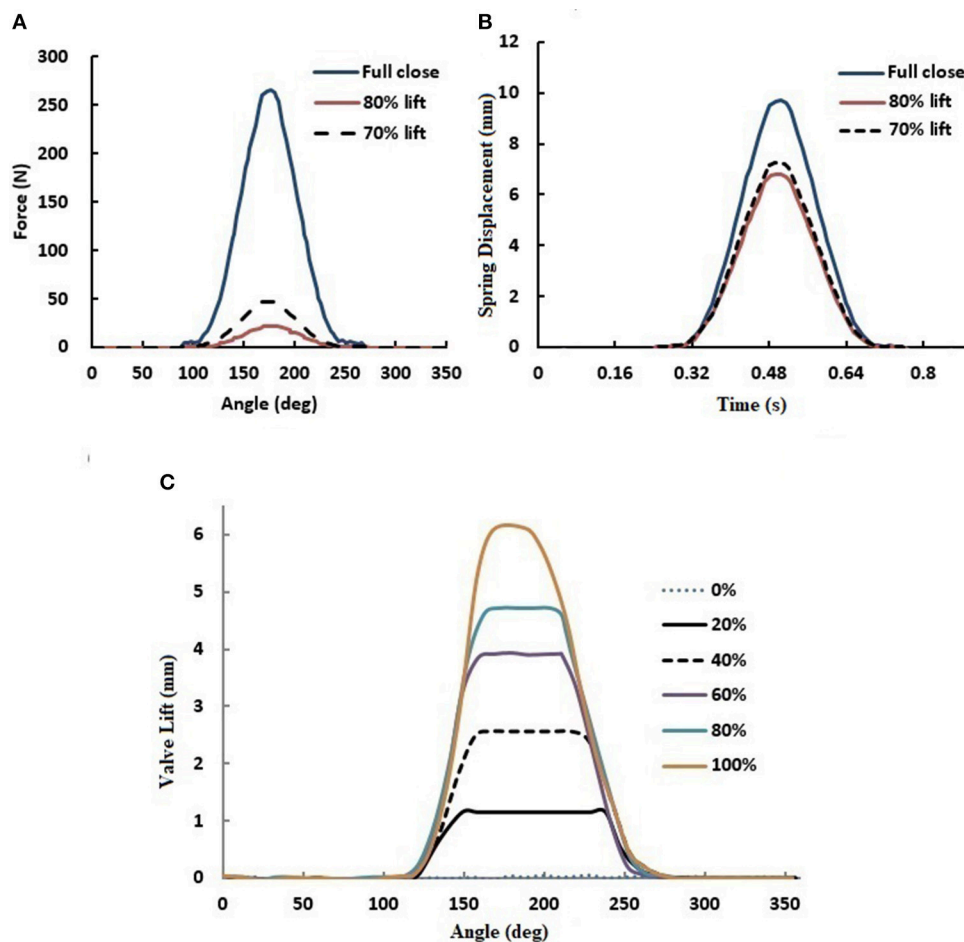 A
300
250
200
150
100
50
0
Force (N)
0 50 100 150 200 250 300 350
Angle (deg)
Full close
80% lift
70% lift
B
12
10
8
6
4
2
0
Spring Displacement (mm)
0 0.16 0.32 0.48 0.64 0.8
Time (s)
Full close
80% lift
70% lift
C
6
5
4
3
2
1
0
Valve Lift (mm)
0 50 100 150 200 250 300 350
Angle (deg)
0%
20%
40%
60%
80%
100%